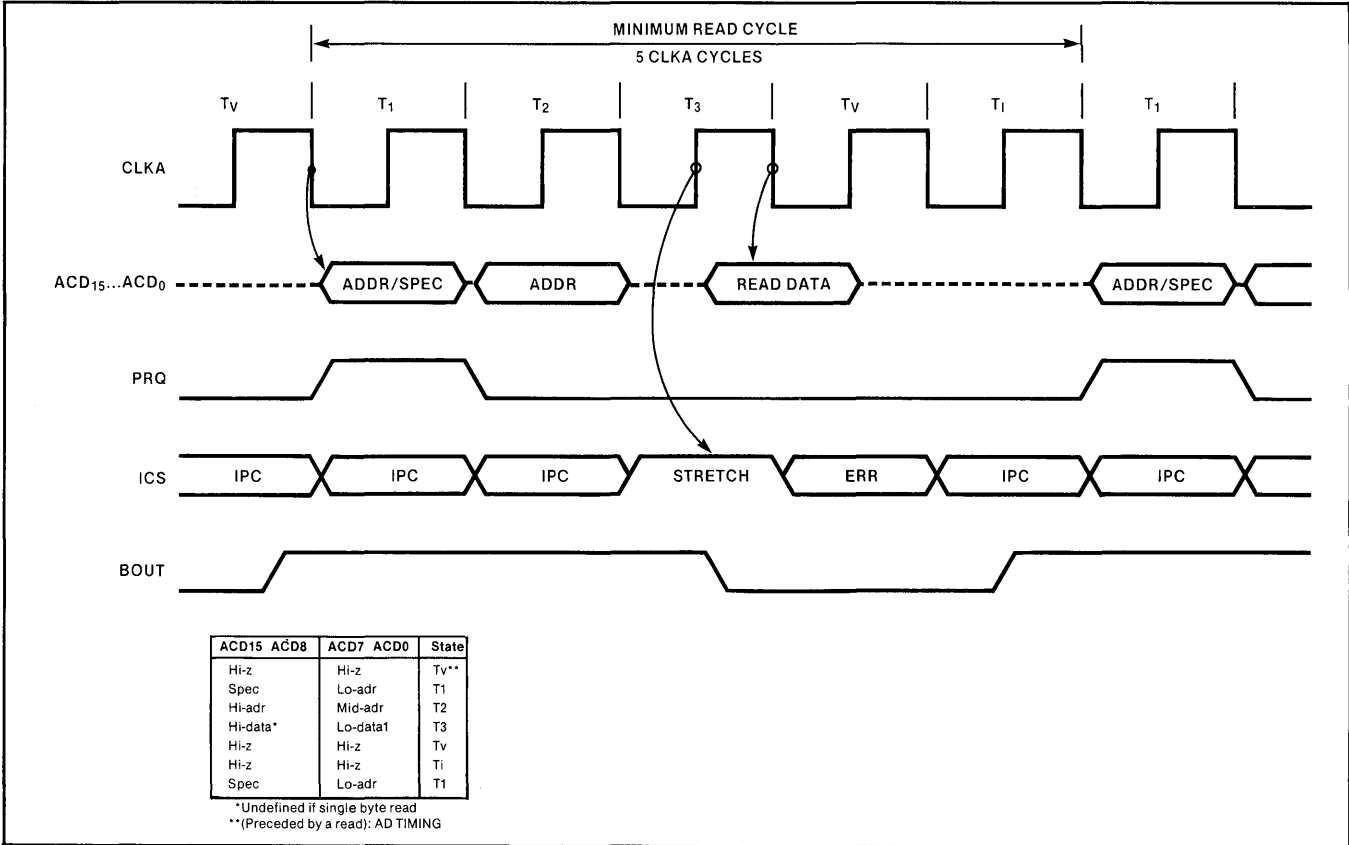 MINIMUM READ CYCLE
5 CLKA CYCLES
TV T1 T2 T3 TV TI T1
CLKA
ACD15...ACD0 ADDR/SPEC ADDR READ DATA ADDR/SPEC
PRQ
ICS IPC IPC IPC STRETCH ERR IPC IPC
BOUT
ACD15 ACD8 ACD7 ACD0 State
Hi-z Hi-z Tv**
Spec Lo-adr T1
Hi-adr Mid-adr T2
Hi-data* Lo-data1 T3
Hi-z Hi-z Tv
Hi-z Hi-z Ti
Spec Lo-adr T1
*Undefined if single byte read
**(Preceded by a read): AD TIMING